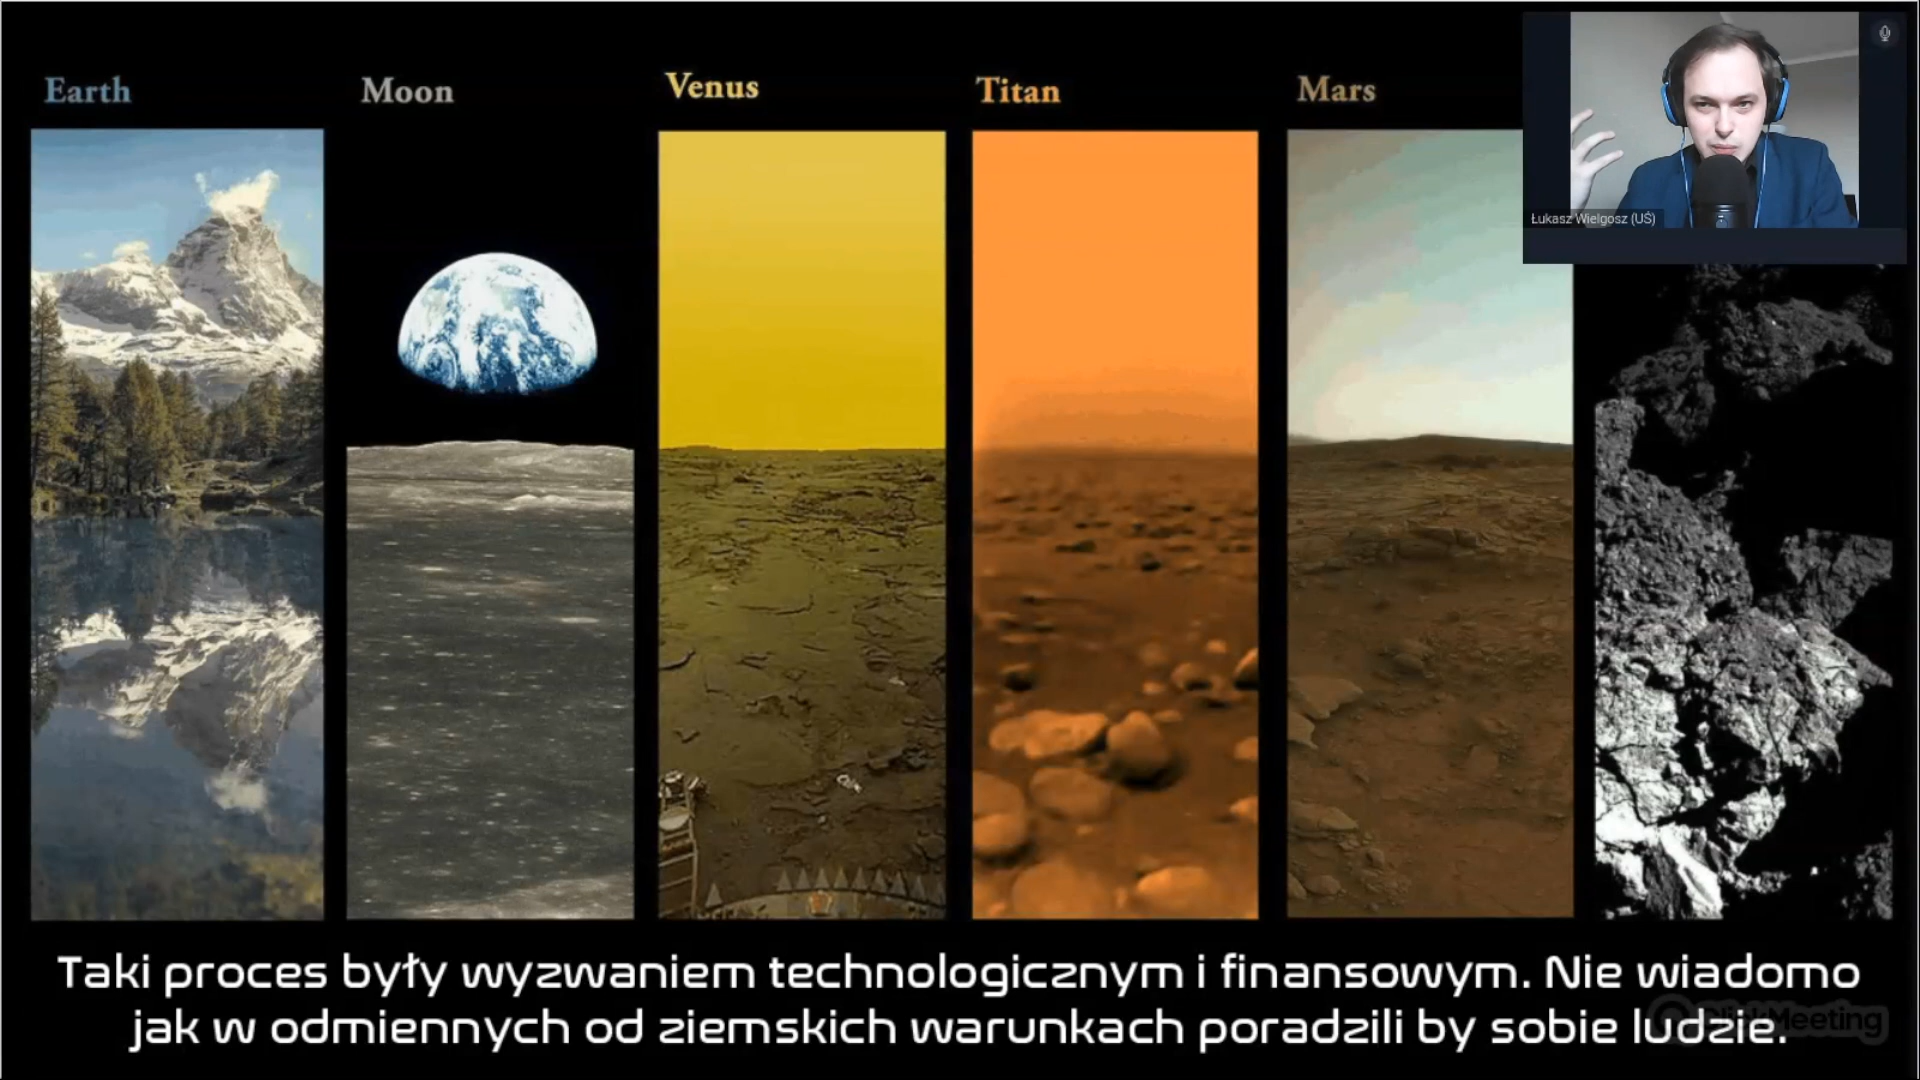 Earth
Moon
Venus
Titan
Mars
Łukasz Wielgosz (UŚ)
Taki proces były wyzwaniem technologicznym i finansowym. Nie wiadomo
jak w odmiennych od ziemskich warunkach poradzili by sobie ludzie.
ClickMeeting